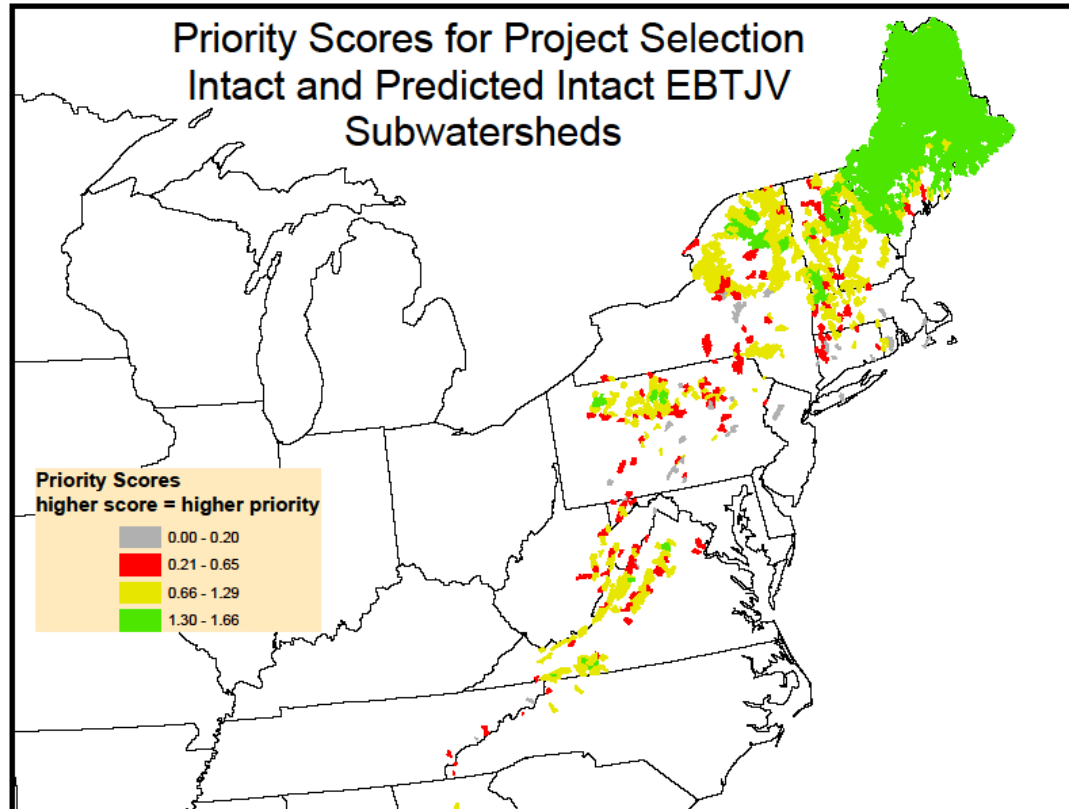 Priority Scores for Project Selection
Intact and Predicted Intact EBTJV
Subwatersheds
Priority Scores
higher score = higher priority
0.00 - 0.20
0.21 - 0.65
0.66 - 1.29
1.30 - 1.66